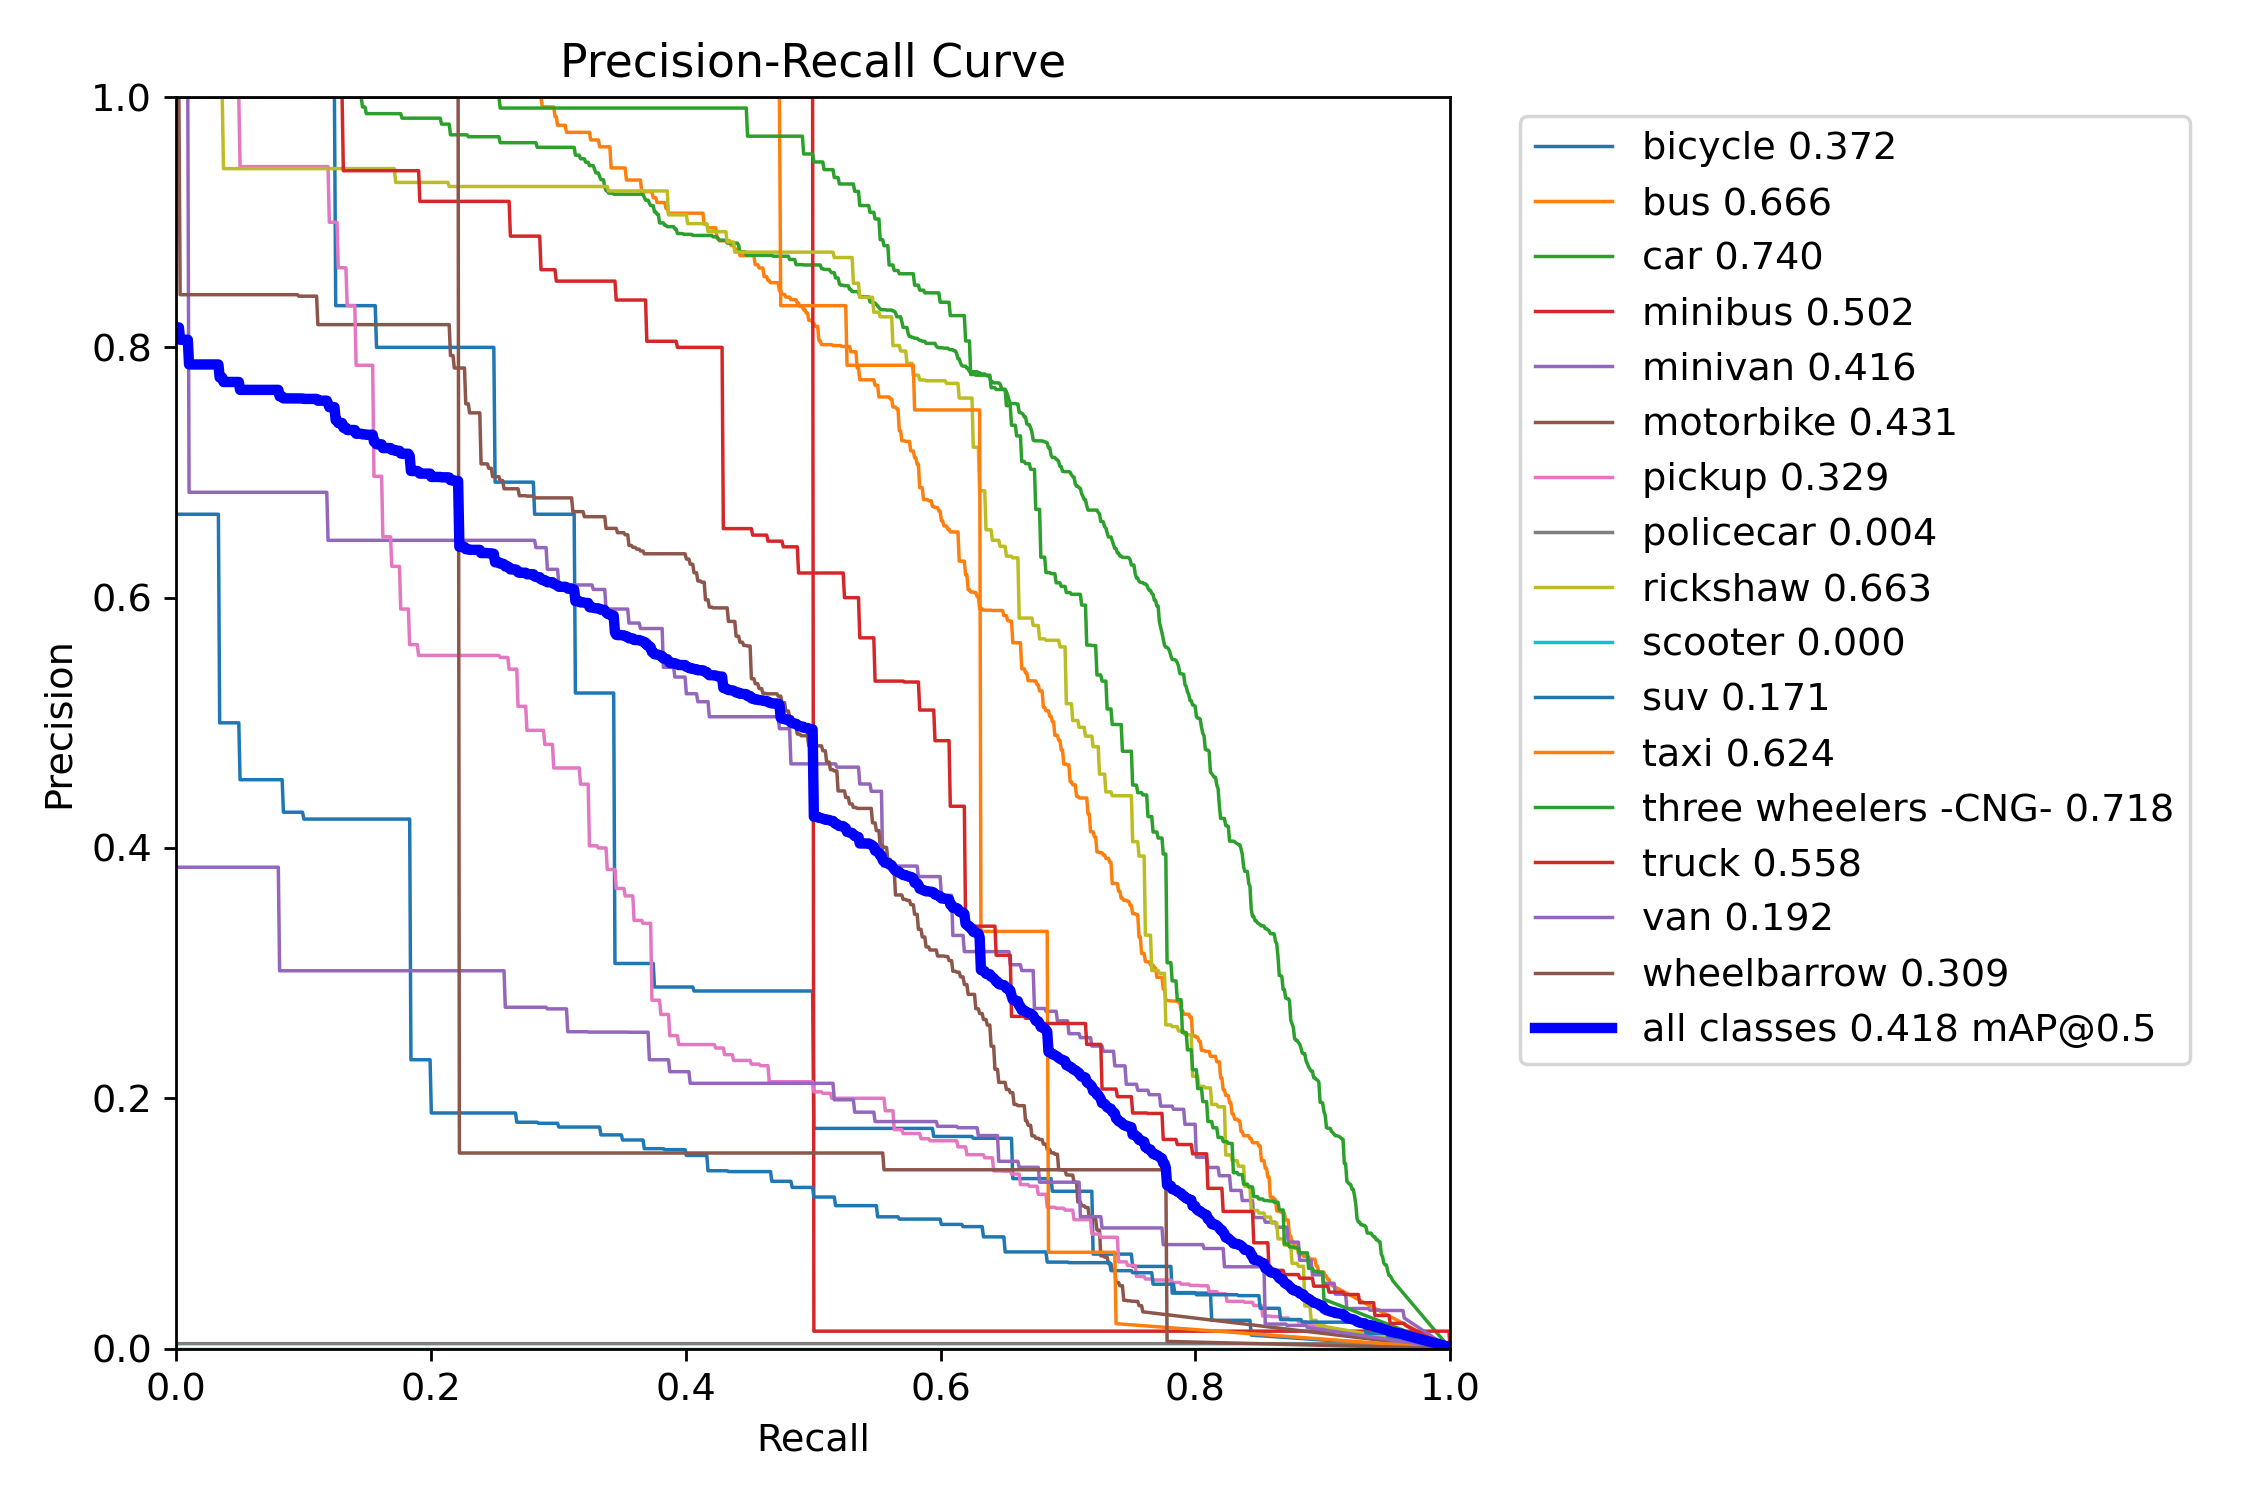 Precision-Recall Curve
1.0
0.8
0.6
0.4
0.2
0.0
Precision
0.0 0.2 0.4 0.6 0.8 1.0
Recall
bicycle 0.372
bus 0.666
car 0.740
minibus 0.502
minivan 0.416
motorbike 0.431
pickup 0.329
policecar 0.004
rickshaw 0.663
scooter 0.000
suv 0.171
taxi 0.624
three wheelers -CNG- 0.718
truck 0.558
van 0.192
wheelbarrow 0.309
all classes 0.418 mAP@0.5